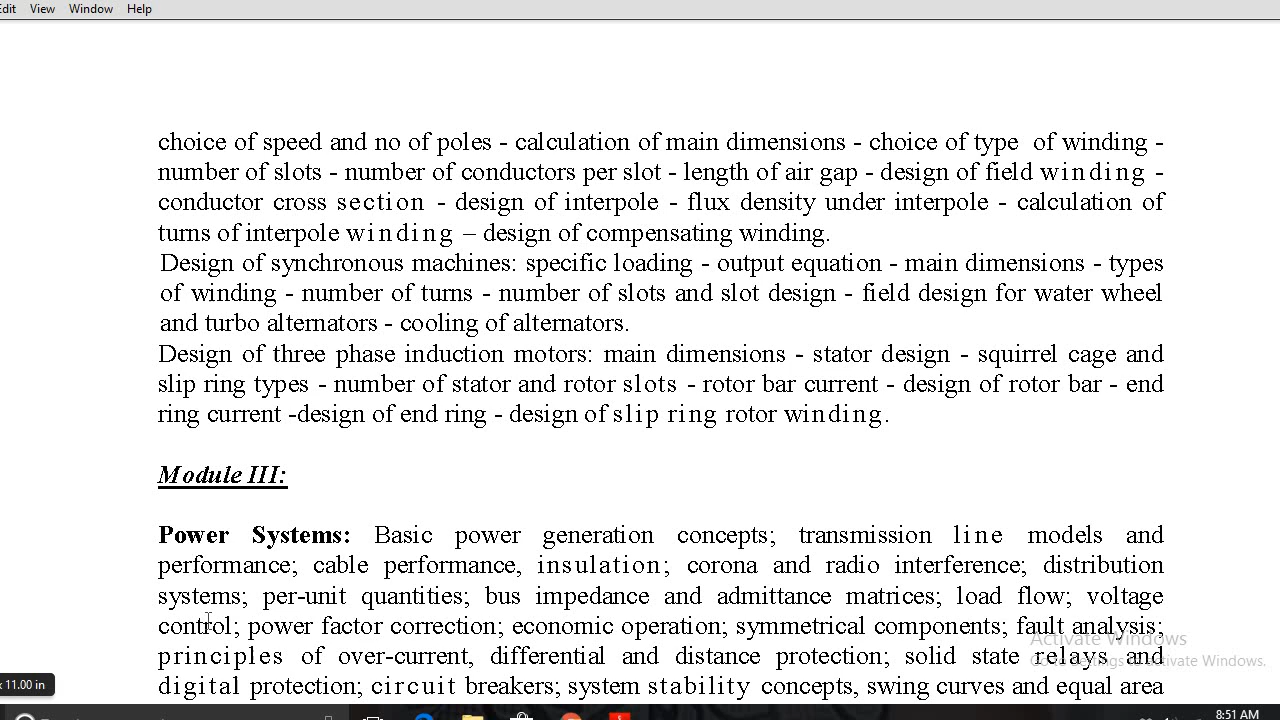 Edit View Window Help
choice of speed and no of poles - calculation of main dimensions - choice of type of winding -
number of slots - number of conductors per slot - length of air gap - design of field winding -
conductor cross section - design of interpole - flux density under interpole - calculation of
turns of interpole winding – design of compensating winding.
Design of synchronous machines: specific loading - output equation - main dimensions - types
of winding - number of turns - number of slots and slot design - field design for water wheel
and turbo alternators - cooling of alternators.
Design of three phase induction motors: main dimensions - stator design - squirrel cage and
slip ring types - number of stator and rotor slots - rotor bar current - design of rotor bar - end
ring current -design of end ring - design of slip ring rotor winding.
Module III:
Power Systems: Basic power generation concepts; transmission line models and
performance; cable performance, insulation; corona and radio interference; distribution
systems; per-unit quantities; bus impedance and admittance matrices; load flow; voltage
control; power factor correction; economic operation; symmetrical components; fault analysis;
principles of over-current, differential and distance protection; solid state relays and
digital protection; circuit breakers; system stability concepts, swing curves and equal area
Activate Windows
Go to Settings to activate Windows.
x 11.00 in
8:51 AM